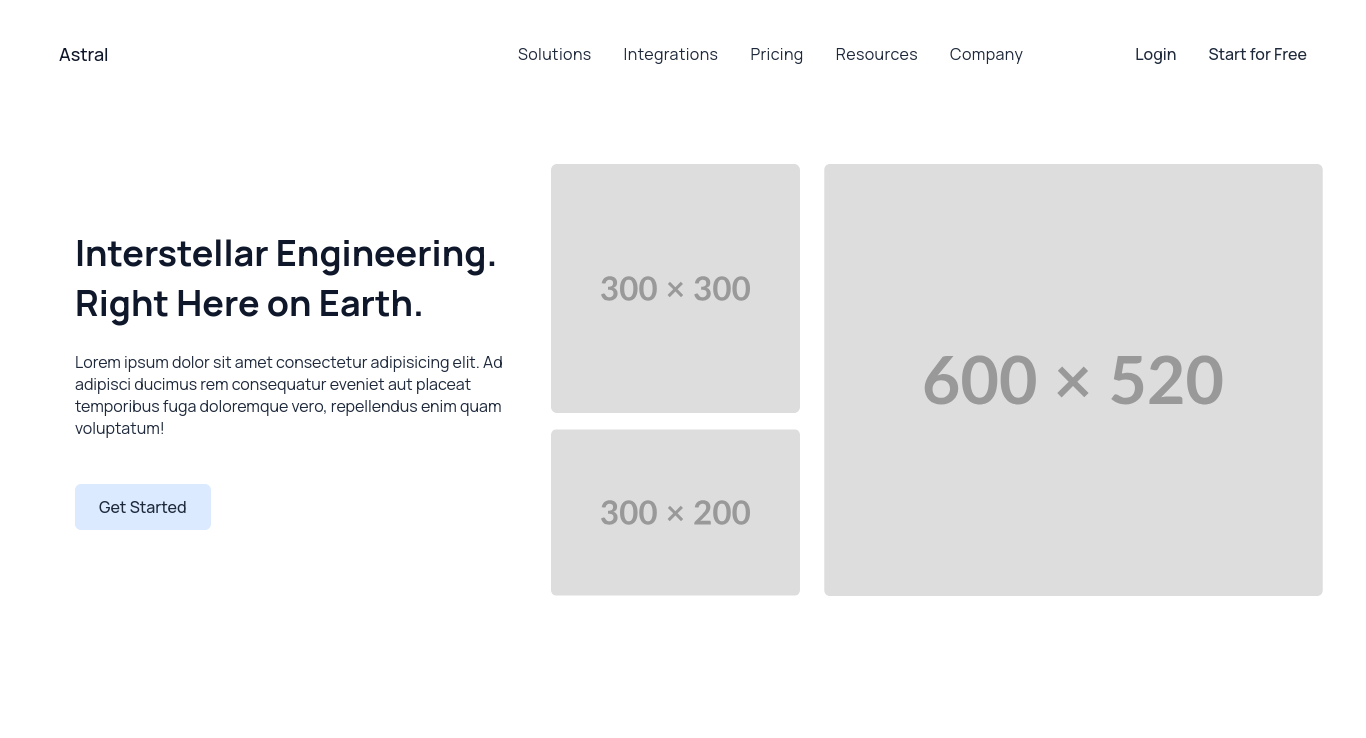 Astral
Solutions Integrations Pricing Resources Company
Login Start for Free
Interstellar Engineering.
Right Here on Earth.
Lorem ipsum dolor sit amet consectetur adipisicing elit. Ad
adipisci ducimus rem consequatur eveniet aut placeat
temporibus fuga doloremque vero, repellendus enim quam
voluptatum!
Get Started
300 × 300
300 × 200
600 × 520